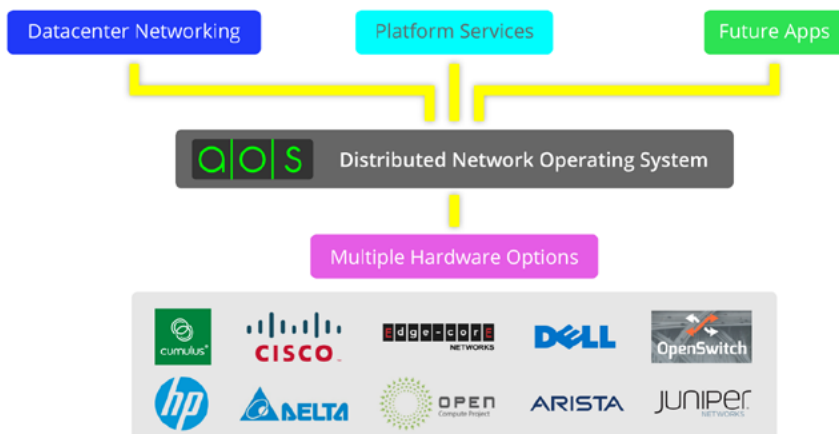 Datacenter Networking
Platform Services
Future Apps
aos Distributed Network Operating System
Multiple Hardware Options
cumulus
CISCO
Edge-corE
NETWORKS
DELL
OpenSwitch
hp
DELTA
OPEN
Compute Project
ARISTA
JUNIPER
NETWORKS